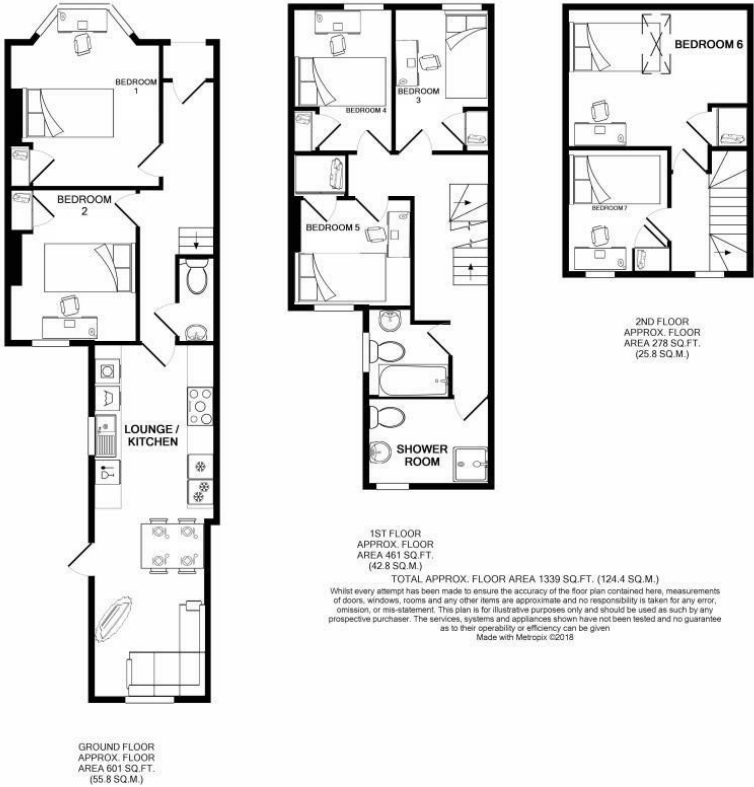 BEDROOM
1
BEDROOM
2
LOUNGE /
KITCHEN
GROUND FLOOR
APPROX. FLOOR
AREA 601 SQ.FT.
(55.8 SQ.M.)
BEDROOM 4
BEDROOM
3
BEDROOM 5
SHOWER
ROOM
1ST FLOOR
APPROX. FLOOR
AREA 461 SQ.FT.
(42.8 SQ.M.)
BEDROOM 6
BEDROOM 7
2ND FLOOR
APPROX. FLOOR
AREA 278 SQ.FT.
(25.8 SQ.M.)
TOTAL APPROX. FLOOR AREA 1339 SQ.FT. (124.4 SQ.M.)
Whilst every attempt has been made to ensure the accuracy of the floor plan contained here, measurements
of doors, windows, rooms and any other items are approximate and no responsibility is taken for any error,
omission, or mis-statement. This plan is for illustrative purposes only and should be used as such by any
prospective purchaser. The services, systems and appliances shown have not been tested and no guarantee
as to their operability or efficiency can be given
Made with Metropix ©2018